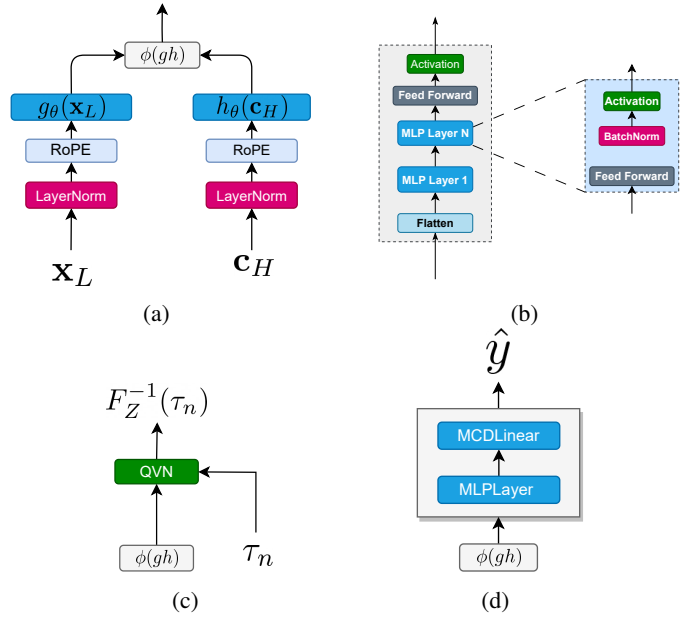 ϕ(gh)
g_θ(𝐱_L)
h_θ(𝐜_H)
RoPE
RoPE
LayerNorm
LayerNorm
𝐱_L
𝐜_H
(a)
Activation
Feed Forward
MLP Layer N
MLP Layer 1
Flatten
Activation
BatchNorm
Feed Forward
(b)
F_Z^{-1}(τ_n)
QVN
ϕ(gh)
τ_n
(c)
ŷ
MCDLinear
MLPLayer
ϕ(gh)
(d)